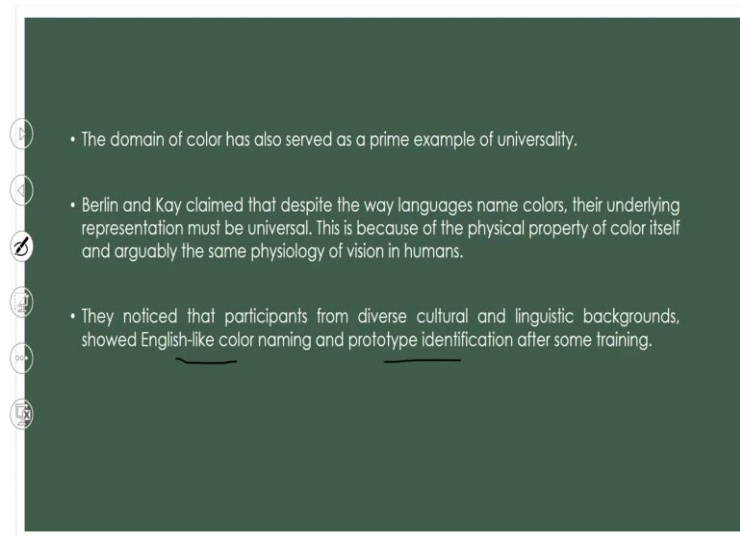 • The domain of color has also served as a prime example of universality.
• Berlin and Kay claimed that despite the way languages name colors, their underlying
representation must be universal. This is because of the physical property of color itself
and arguably the same physiology of vision in humans.
• They noticed that participants from diverse cultural and linguistic backgrounds,
showed English-like color naming and prototype identification after some training.